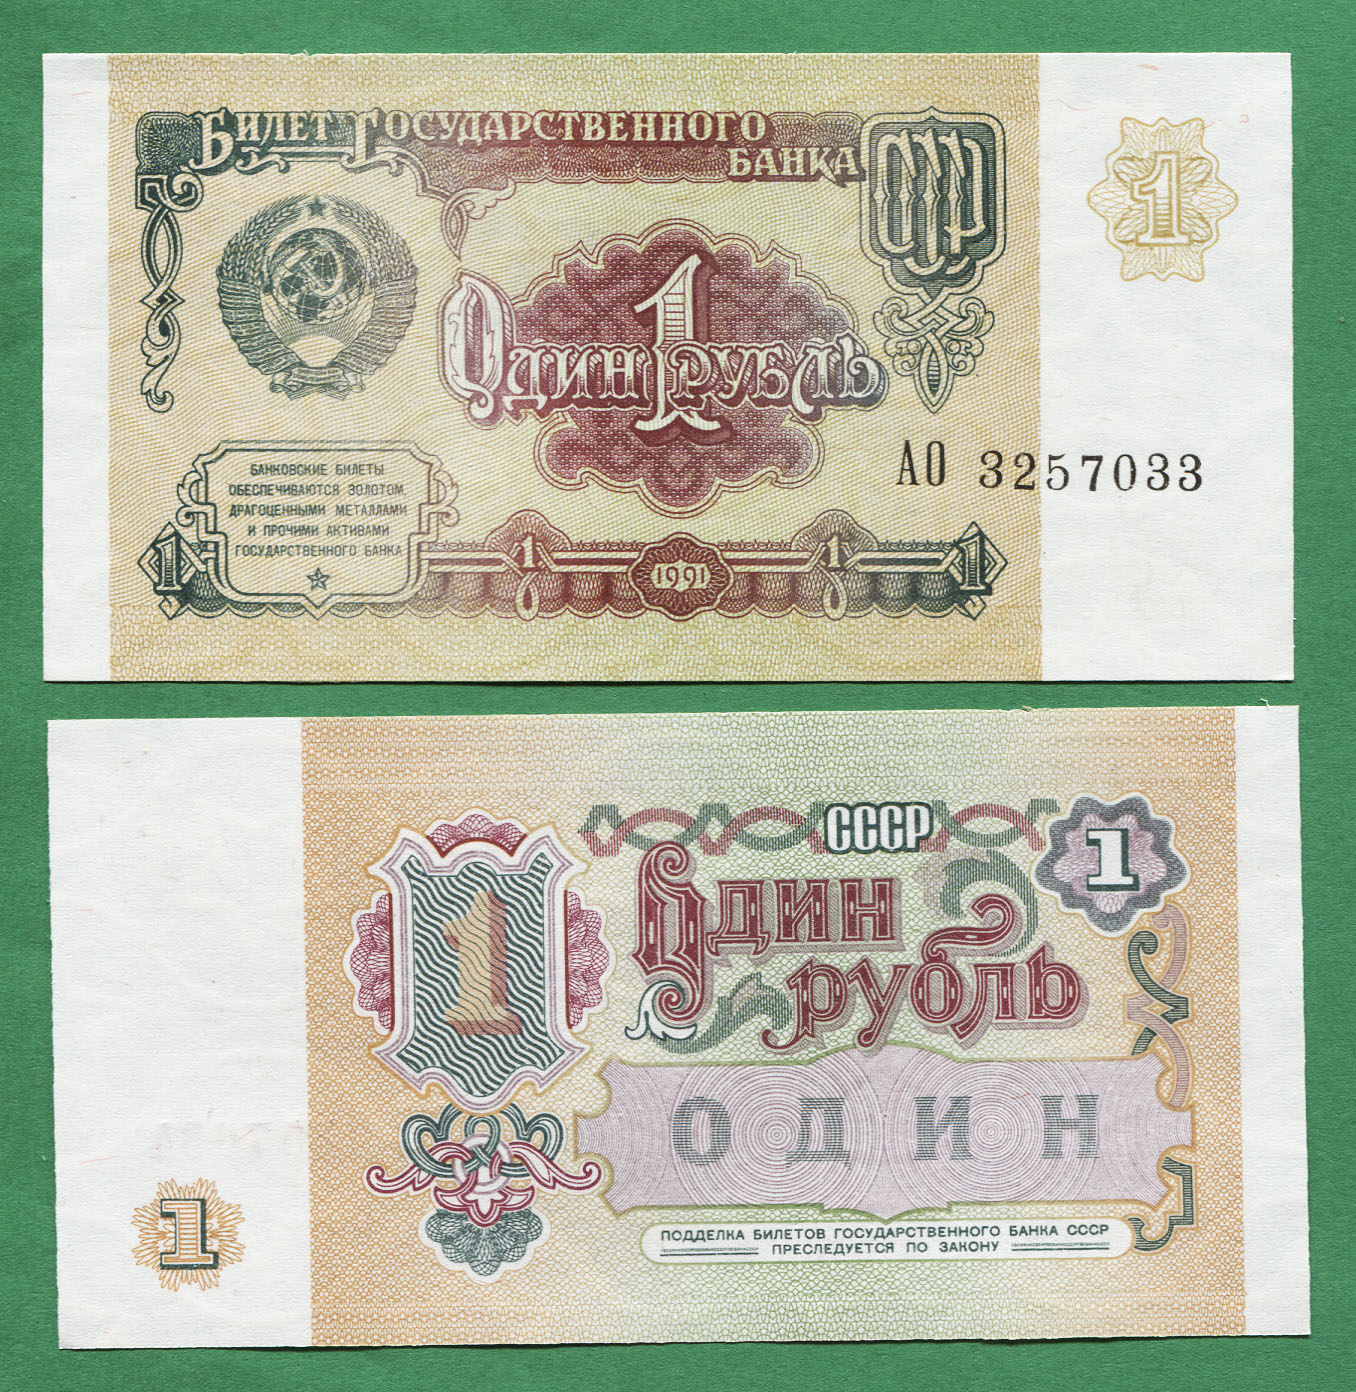 Билет Государственного
банка
СССР
1
1
Один рубль
АО 3257033
БАНКОВСКИЕ БИЛЕТЫ
ОБЕСПЕЧИВАЮТСЯ ЗОЛОТОМ,
ДРАГОЦЕННЫМИ МЕТАЛЛАМИ
И ПРОЧИМИ АКТИВАМИ
ГОСУДАРСТВЕННОГО БАНКА
1 1 1991 1 1
СССР
1
1
Один
рубль
ОДИН
1
ПОДДЕЛКА БИЛЕТОВ ГОСУДАРСТВЕННОГО БАНКА СССР
ПРЕСЛЕДУЕТСЯ ПО ЗАКОНУ